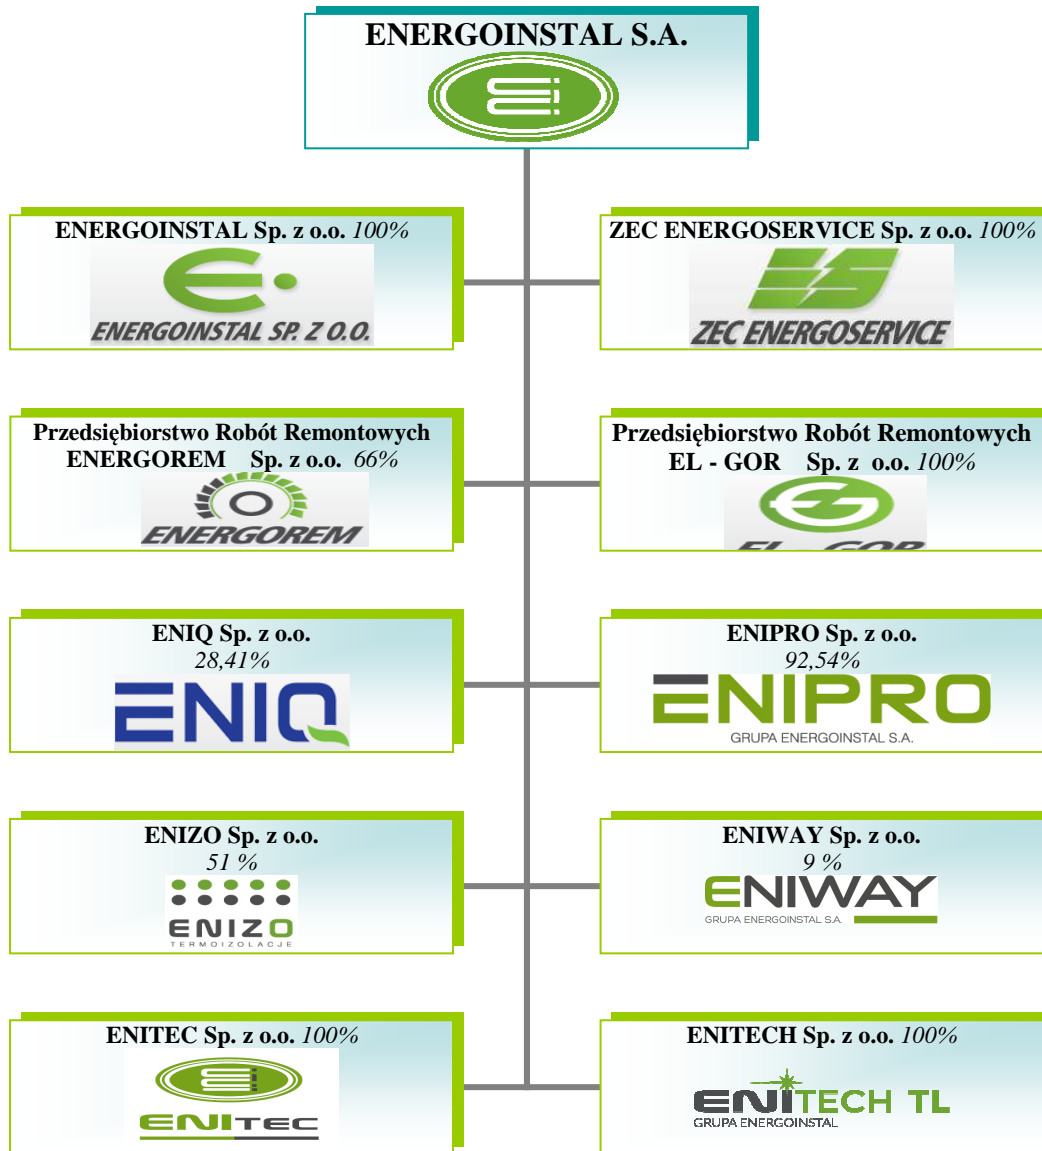 ENERGOINSTAL S.A.
ENERGOINSTAL Sp. z o.o. 100%
ENERGOINSTAL SP. Z O.O.
ZEC ENERGOSERVICE Sp. z o.o. 100%
ZEC ENERGOSERVICE
Przedsiębiorstwo Robót Remontowych
ENERGOREM Sp. z o.o. 66%
ENERGOREM
Przedsiębiorstwo Robót Remontowych
EL - GOR Sp. z o.o. 100%
EL - GOR
ENIQ Sp. z o.o.
28,41%
ENIQ
ENIPRO Sp. z o.o.
92,54%
ENIPRO
GRUPA ENERGOINSTAL S.A.
ENIZO Sp. z o.o.
51 %
ENIZO
TERMOIZOLACJE
ENIWAY Sp. z o.o.
9 %
ENIWAY
GRUPA ENERGOINSTAL S.A.
ENITEC Sp. z o.o. 100%
ENITEC
ENITECH Sp. z o.o. 100%
ENITECH TL
GRUPA ENERGOINSTAL